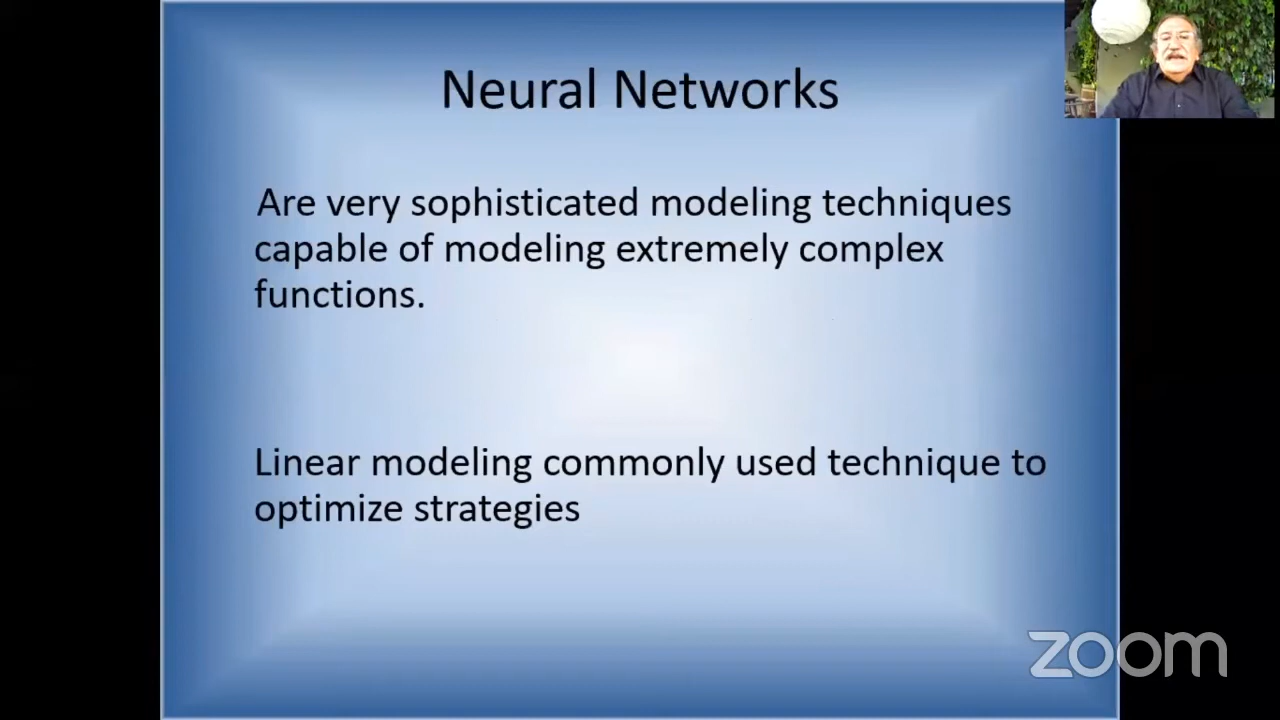 Neural Networks
Are very sophisticated modeling techniques
capable of modeling extremely complex
functions.
Linear modeling commonly used technique to
optimize strategies
zoom